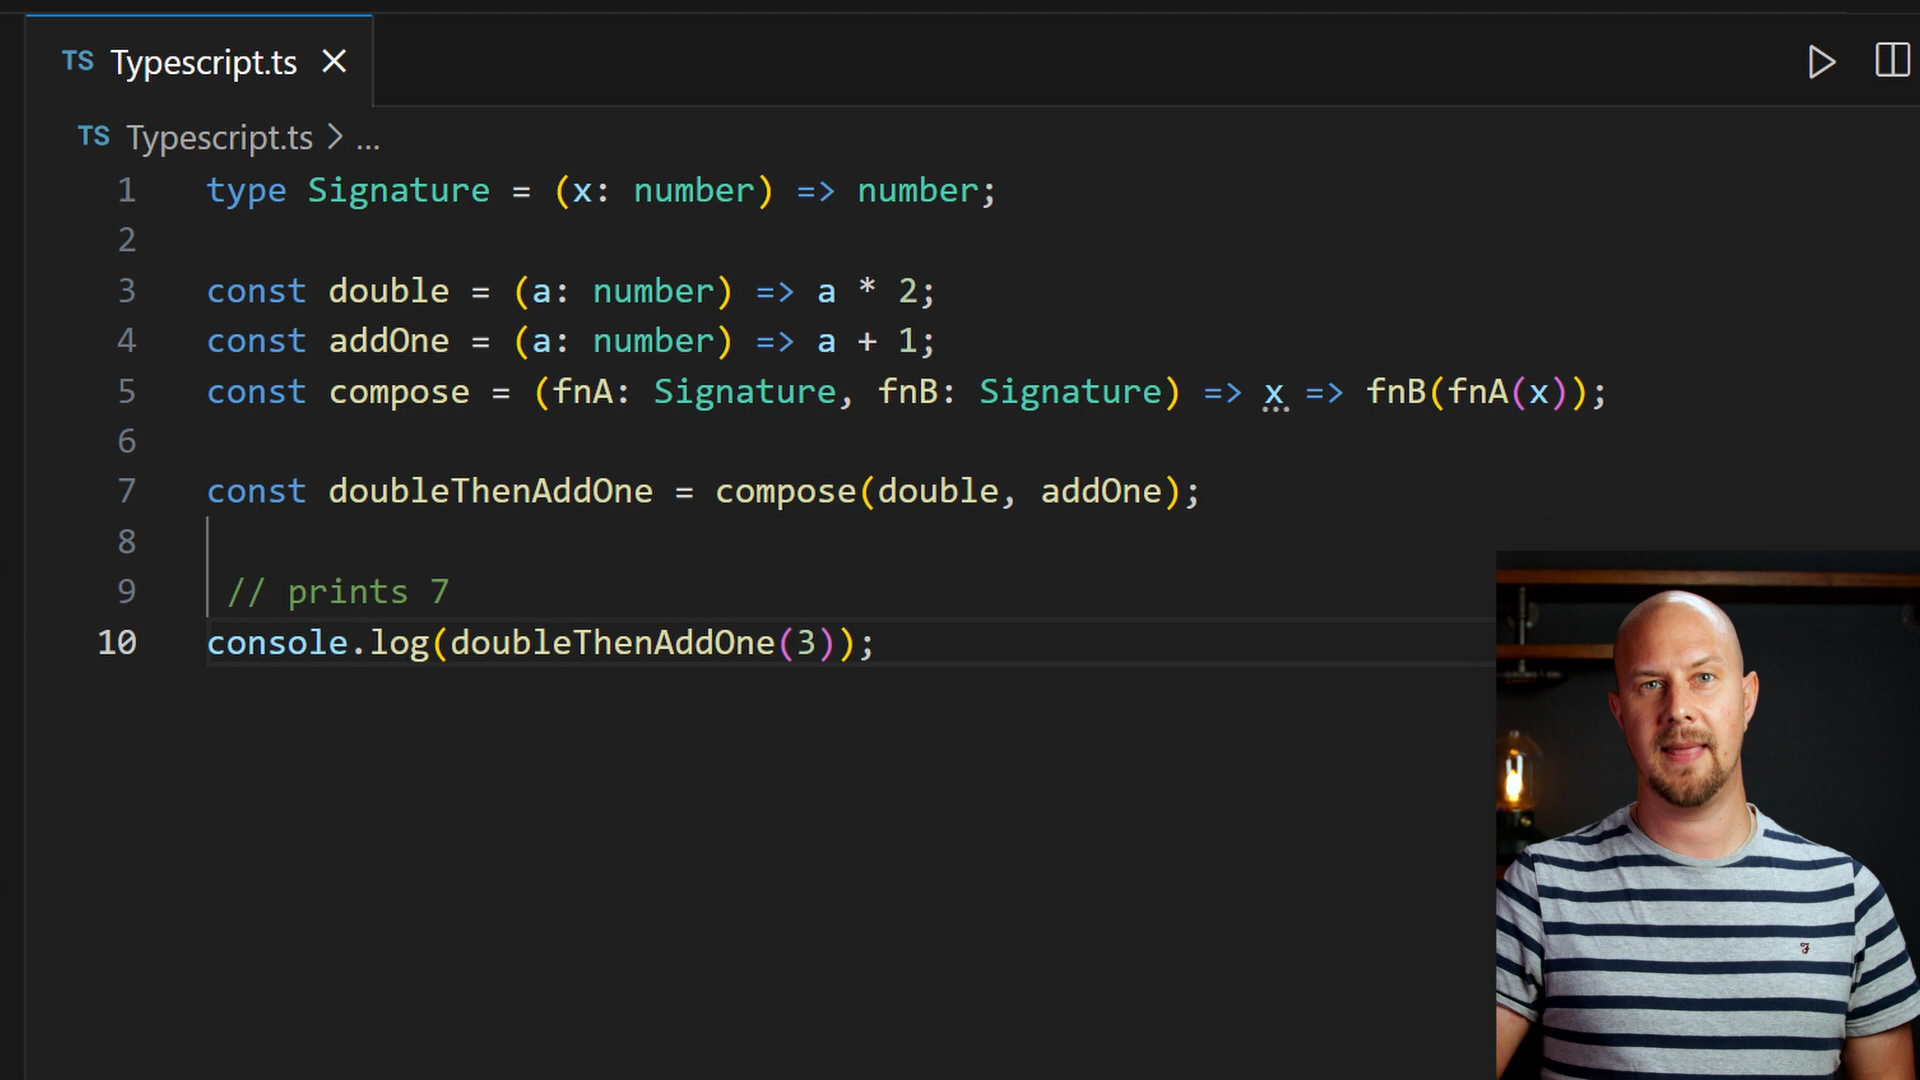 TS Typescript.ts
TS Typescript.ts > ...
1 type Signature = (x: number) => number;
2
3 const double = (a: number) => a * 2;
4 const addOne = (a: number) => a + 1;
5 const compose = (fnA: Signature, fnB: Signature) => x => fnB(fnA(x));
6
7 const doubleThenAddOne = compose(double, addOne);
8
9 // prints 7
10 console.log(doubleThenAddOne(3));